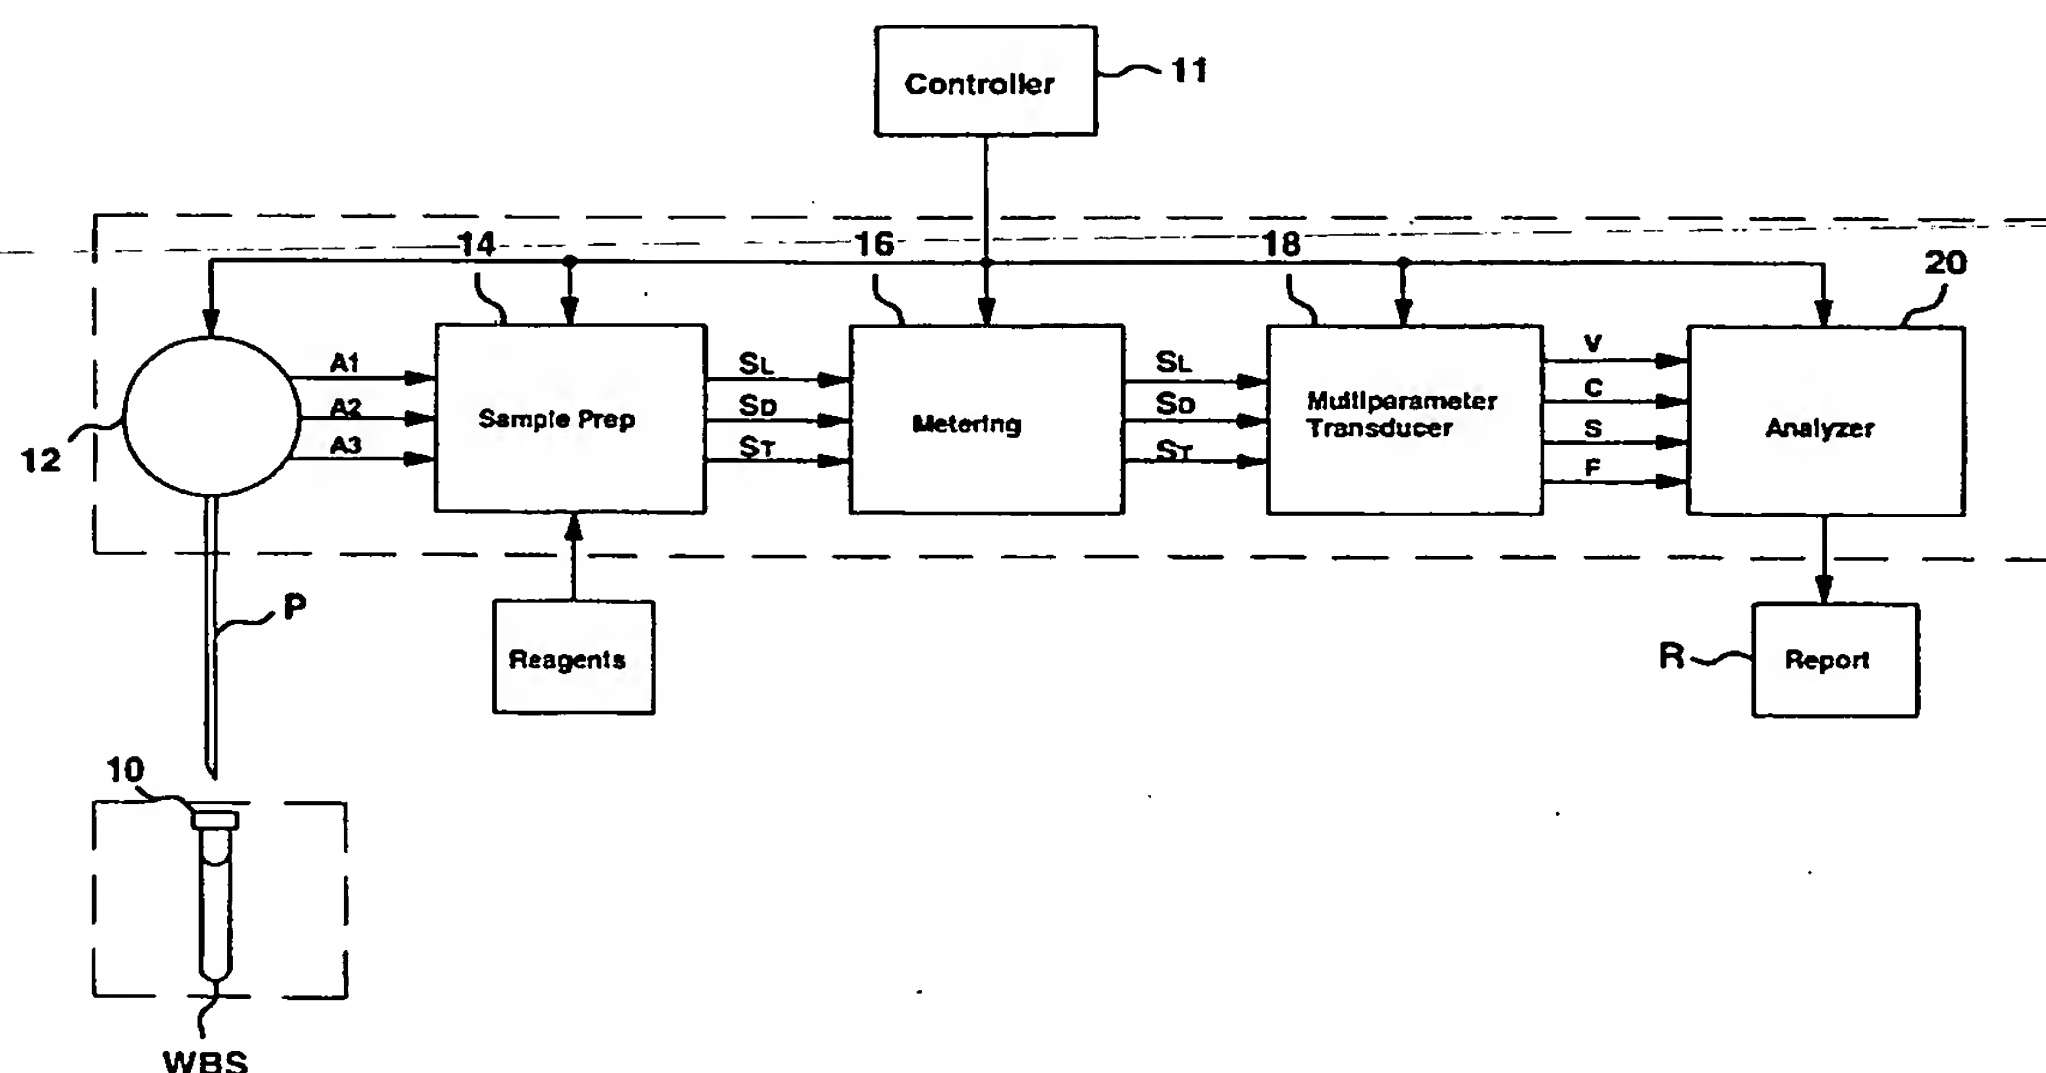 Controller
11
14
16
18
20
A1
A2
A3
12
Sample Prep
SL
SD
ST
Metering
SL
SD
ST
Multiparameter
Transducer
V
C
S
F
Analyzer
P
Reagents
R
Report
10
WBS